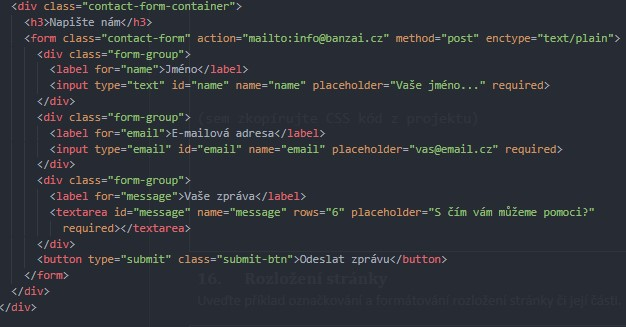 <div class="contact-form-container">
<h3>Napište nám</h3>
<form class="contact-form" action="mailto:info@banzai.cz" method="post" enctype="text/plain">
<div class="form-group">
<label for="name">Jméno</label>
<input type="text" id="name" name="name" placeholder="Vaše jméno..." required>
</div>
<div class="form-group">
(sem zkopírujte CSS kód z projektu)
<label for="email">E-mailová adresa</label>
<input type="email" id="email" name="email" placeholder="vas@email.cz" required>
</div>
<div class="form-group">
<label for="message">Vaše zpráva</label>
<textarea id="message" name="message" rows="6" placeholder="S čím vám můžeme pomoci?"
required></textarea>
</div>
<button type="submit" class="submit-btn">Odeslat zprávu</button>
</form>
16. Rozložení stránky
</div>
Uveďte příklad označkování a formátování rozložení stránky či její části.
</div>